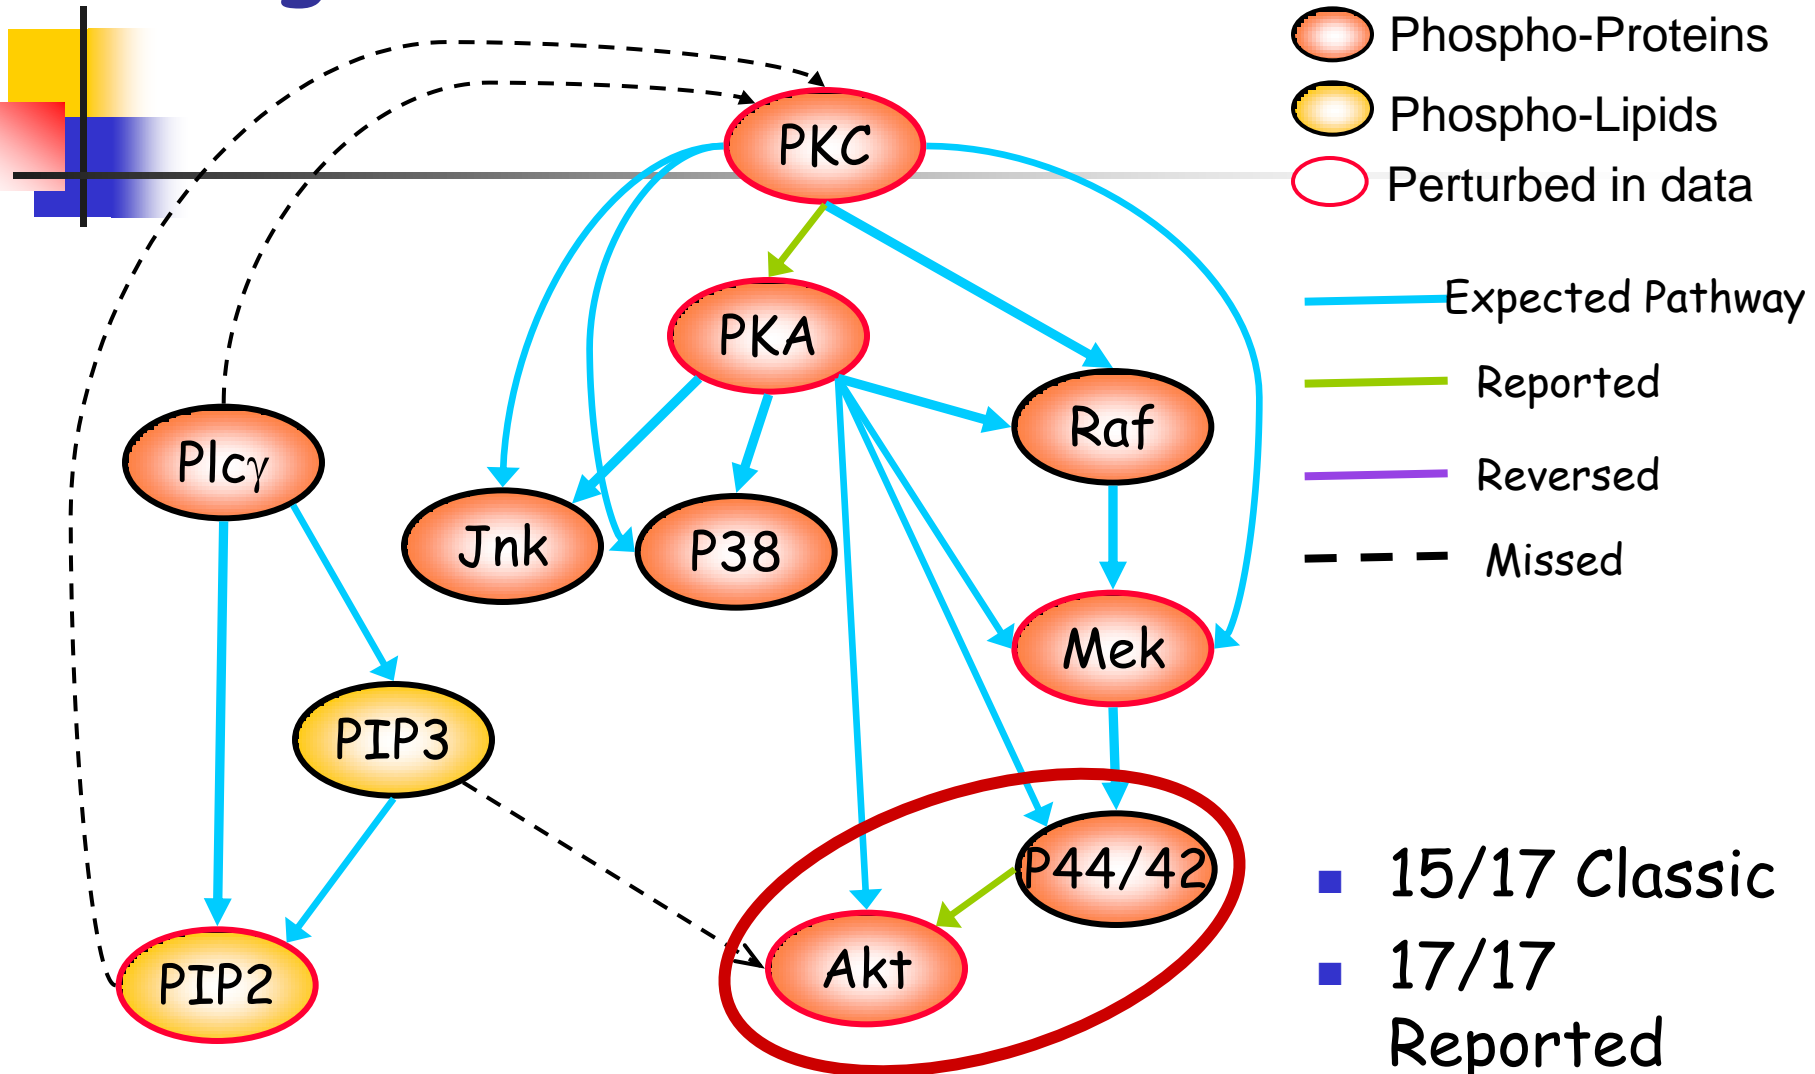 Phospho-Proteins
Phospho-Lipids
Perturbed in data
Expected Pathway
Reported
Reversed
Missed
PKC
PKA
Raf
Plcγ
Jnk
P38
Mek
PIP3
P44/42
Akt
PIP2
15/17 Classic
17/17
Reported